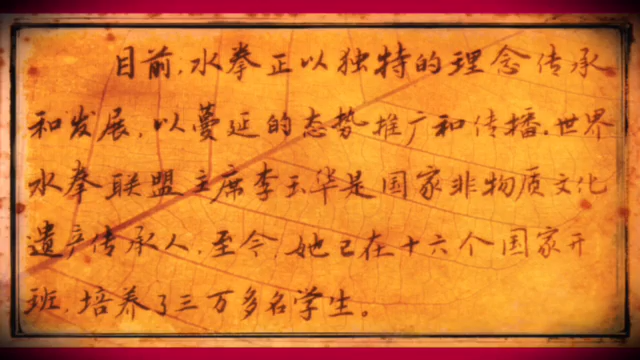 目前，水拳正以独特的理念传承
和发展，以蔓延的态势推广和传播。世界
水拳联盟主席李玉华是国家非物质文化
遗产传承人，至今，她已在十六个国家开
班，培养了三万多名学生。